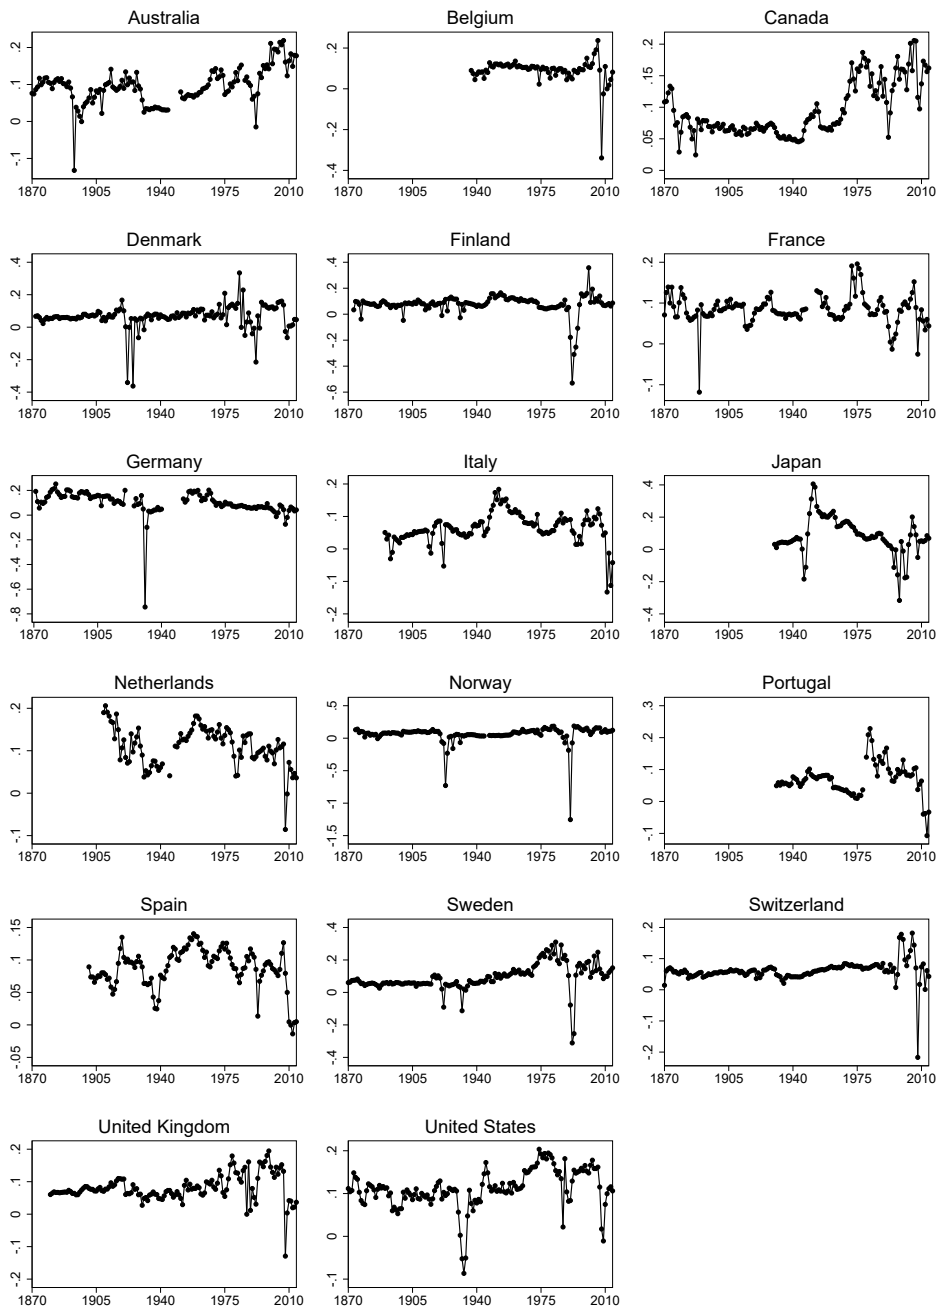 Australia
.2
.1
0
-.1
1870 1905 1940 1975 2010
Belgium
.2
0
-.2
-.4
1870 1905 1940 1975 2010
Canada
.2
.15
.1
.05
0
1870 1905 1940 1975 2010
Denmark
.4
.2
0
-.2
-.4
1870 1905 1940 1975 2010
Finland
.4
.2
0
-.2
-.4
-.6
1870 1905 1940 1975 2010
France
.2
.1
0
-.1
1870 1905 1940 1975 2010
Germany
.2
0
-.2
-.4
-.6
-.8
1870 1905 1940 1975 2010
Italy
.2
.1
0
-.1
-.2
1870 1905 1940 1975 2010
Japan
.4
.2
0
-.2
-.4
1870 1905 1940 1975 2010
Netherlands
.2
.1
0
-.1
1870 1905 1940 1975 2010
Norway
.5
0
-.5
-1
-1.5
1870 1905 1940 1975 2010
Portugal
.3
.2
.1
0
-.1
1870 1905 1940 1975 2010
Spain
.15
.1
.05
0
-.05
1870 1905 1940 1975 2010
Sweden
.4
.2
0
-.2
-.4
1870 1905 1940 1975 2010
Switzerland
.2
.1
0
-.1
-.2
1870 1905 1940 1975 2010
United Kingdom
.2
.1
0
-.1
-.2
1870 1905 1940 1975 2010
United States
.2
.1
0
-.1
1870 1905 1940 1975 2010